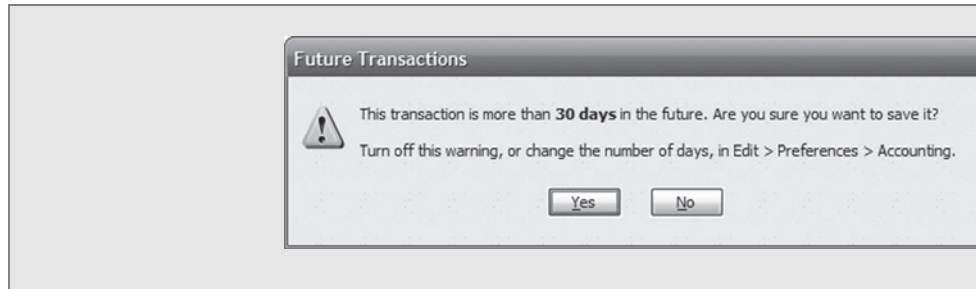 Future Transactions
This transaction is more than 30 days in the future. Are you sure you want to save it?
Turn off this warning, or change the number of days, in Edit > Preferences > Accounting.
Yes
No